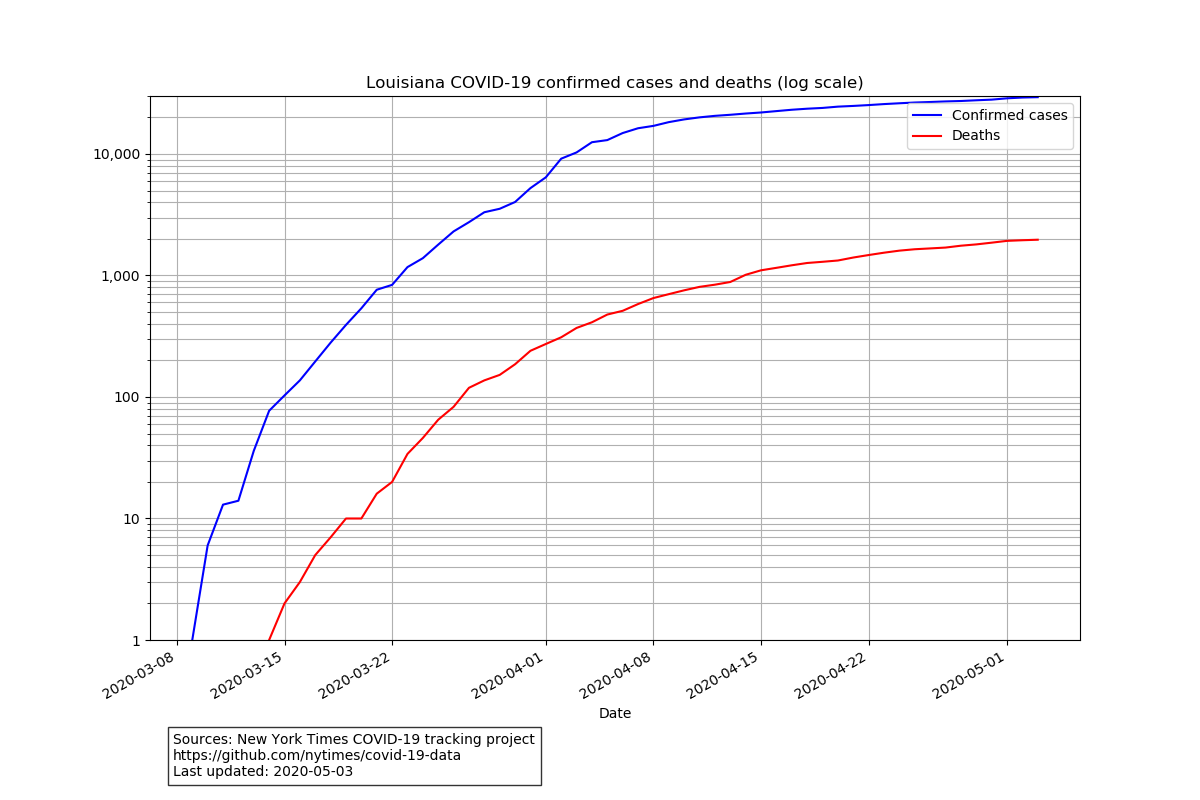 Louisiana COVID-19 confirmed cases and deaths (log scale)
Confirmed cases
Deaths
10,000
1,000
100
10
1
2020-03-08
2020-03-15
2020-03-22
2020-04-01
2020-04-08
2020-04-15
2020-04-22
2020-05-01
Date
Sources: New York Times COVID-19 tracking project
https://github.com/nytimes/covid-19-data
Last updated: 2020-05-03